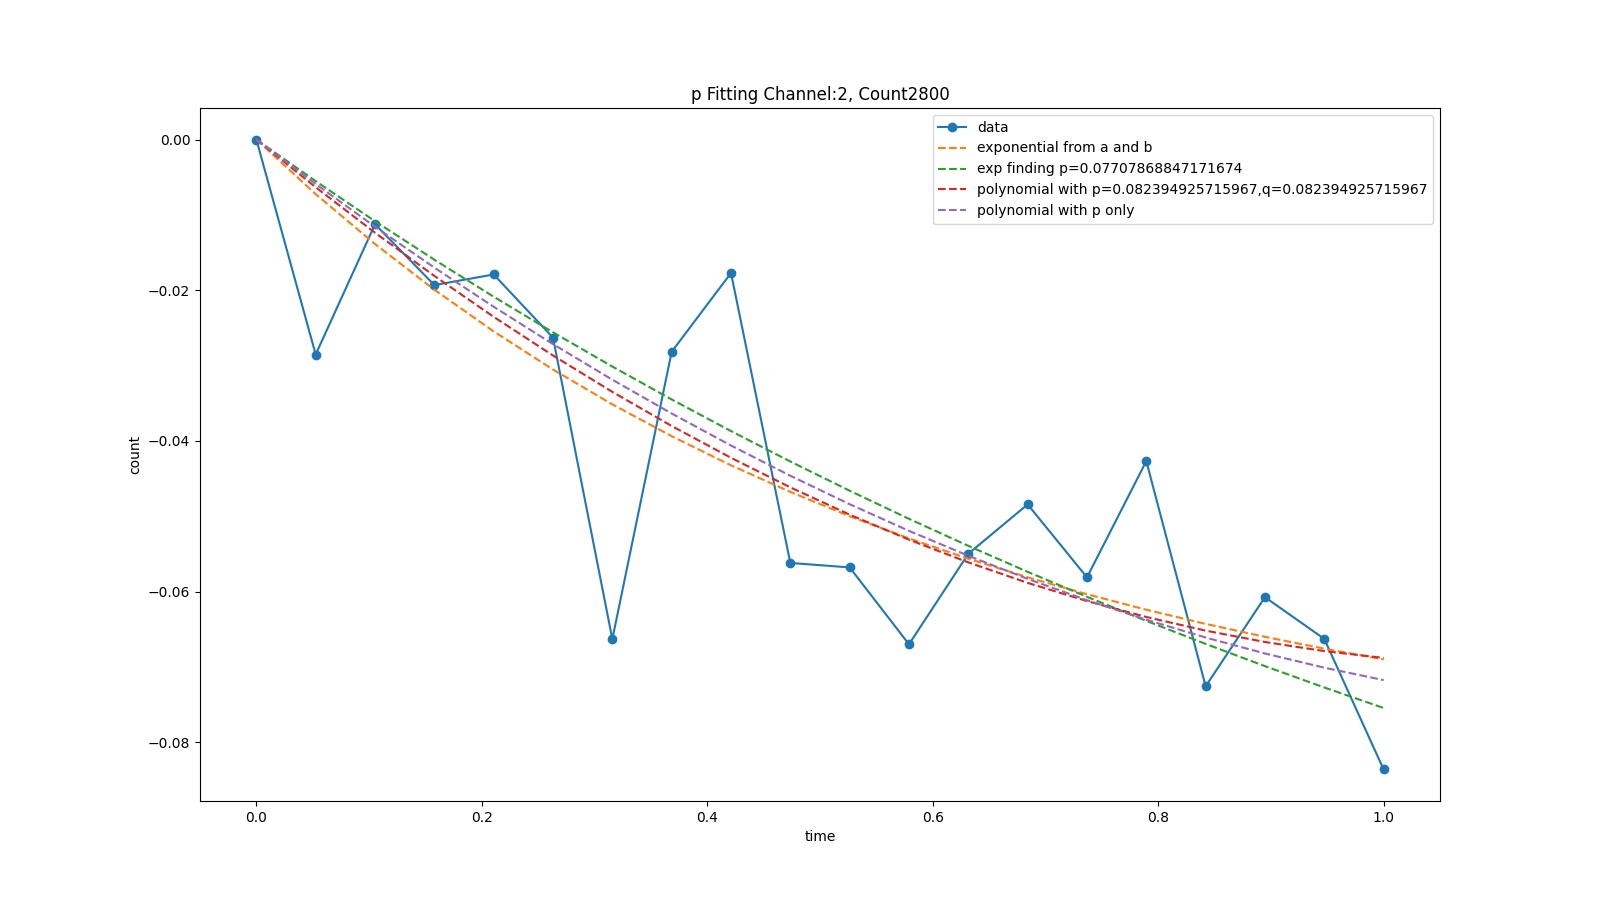 p Fitting Channel:2, Count2800
data
exponential from a and b
exp finding p=0.07707868847171674
polynomial with p=0.082394925715967,q=0.082394925715967
polynomial with p only
0.00
−0.02
−0.04
−0.06
−0.08
count
0.0 0.2 0.4 0.6 0.8 1.0
time